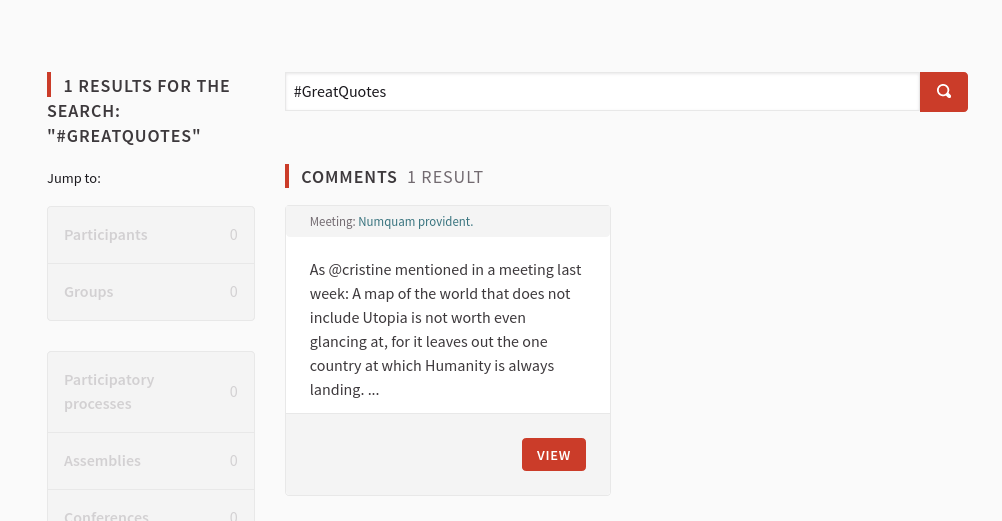 1 RESULTS FOR THE
SEARCH:
"#GREATQUOTES"
Jump to:
Participants 0
Groups 0
Participatory
processes 0
Assemblies 0
Conferences 0
#GreatQuotes
COMMENTS 1 RESULT
Meeting: Numquam provident.
As @cristine mentioned in a meeting last
week: A map of the world that does not
include Utopia is not worth even
glancing at, for it leaves out the one
country at which Humanity is always
landing. ...
VIEW